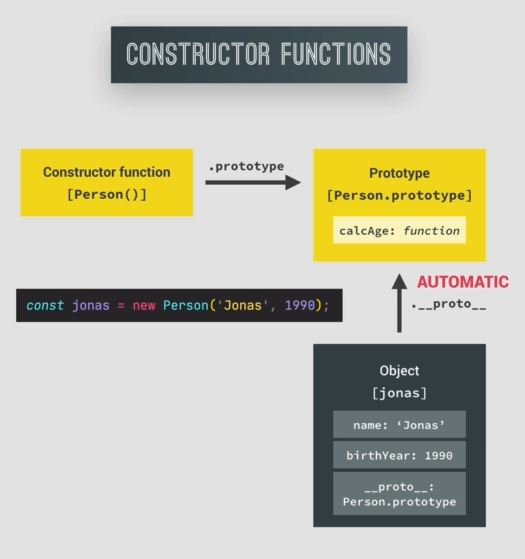 CONSTRUCTOR FUNCTIONS
Constructor function
[Person()]
.prototype
Prototype
[Person.prototype]
calcAge: function
const jonas = new Person('Jonas', 1990);
AUTOMATIC
.__proto__
Object
[jonas]
name: ‘Jonas’
birthYear: 1990
__proto__:
Person.prototype